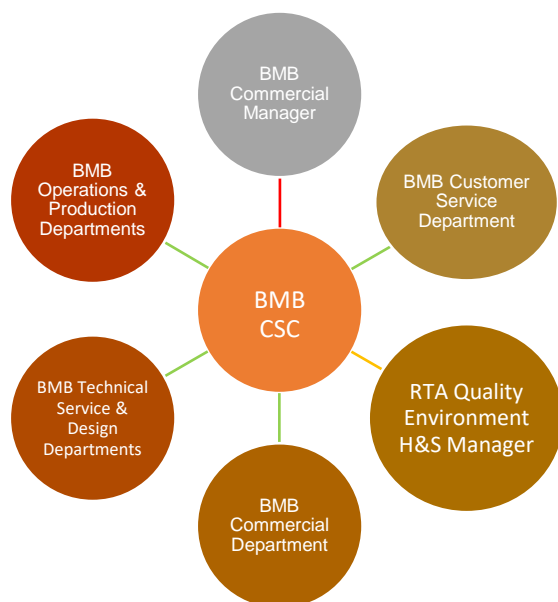 BMB
Commercial
Manager
BMB
Operations &
Production
Departments
BMB Customer
Service
Department
BMB
CSC
BMB Technical
Service &
Design
Departments
RTA Quality
Environment
H&S Manager
BMB
Commercial
Department